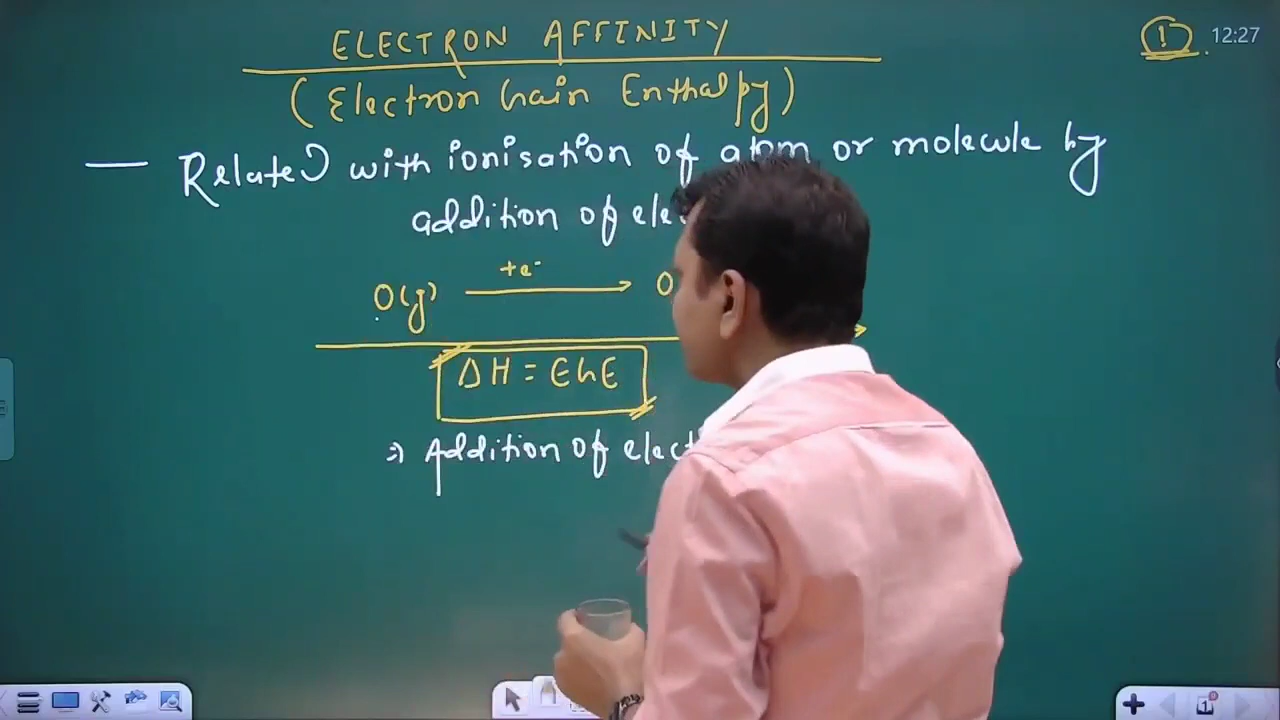 ELECTRON AFFINITY
! 12:27
(Electron Gain Enthalpy)
— Related with ionisation of atom or molecule by
addition of ele
O(g) +e⁻ → O
ΔH = EGE
⇒ Addition of elect
1